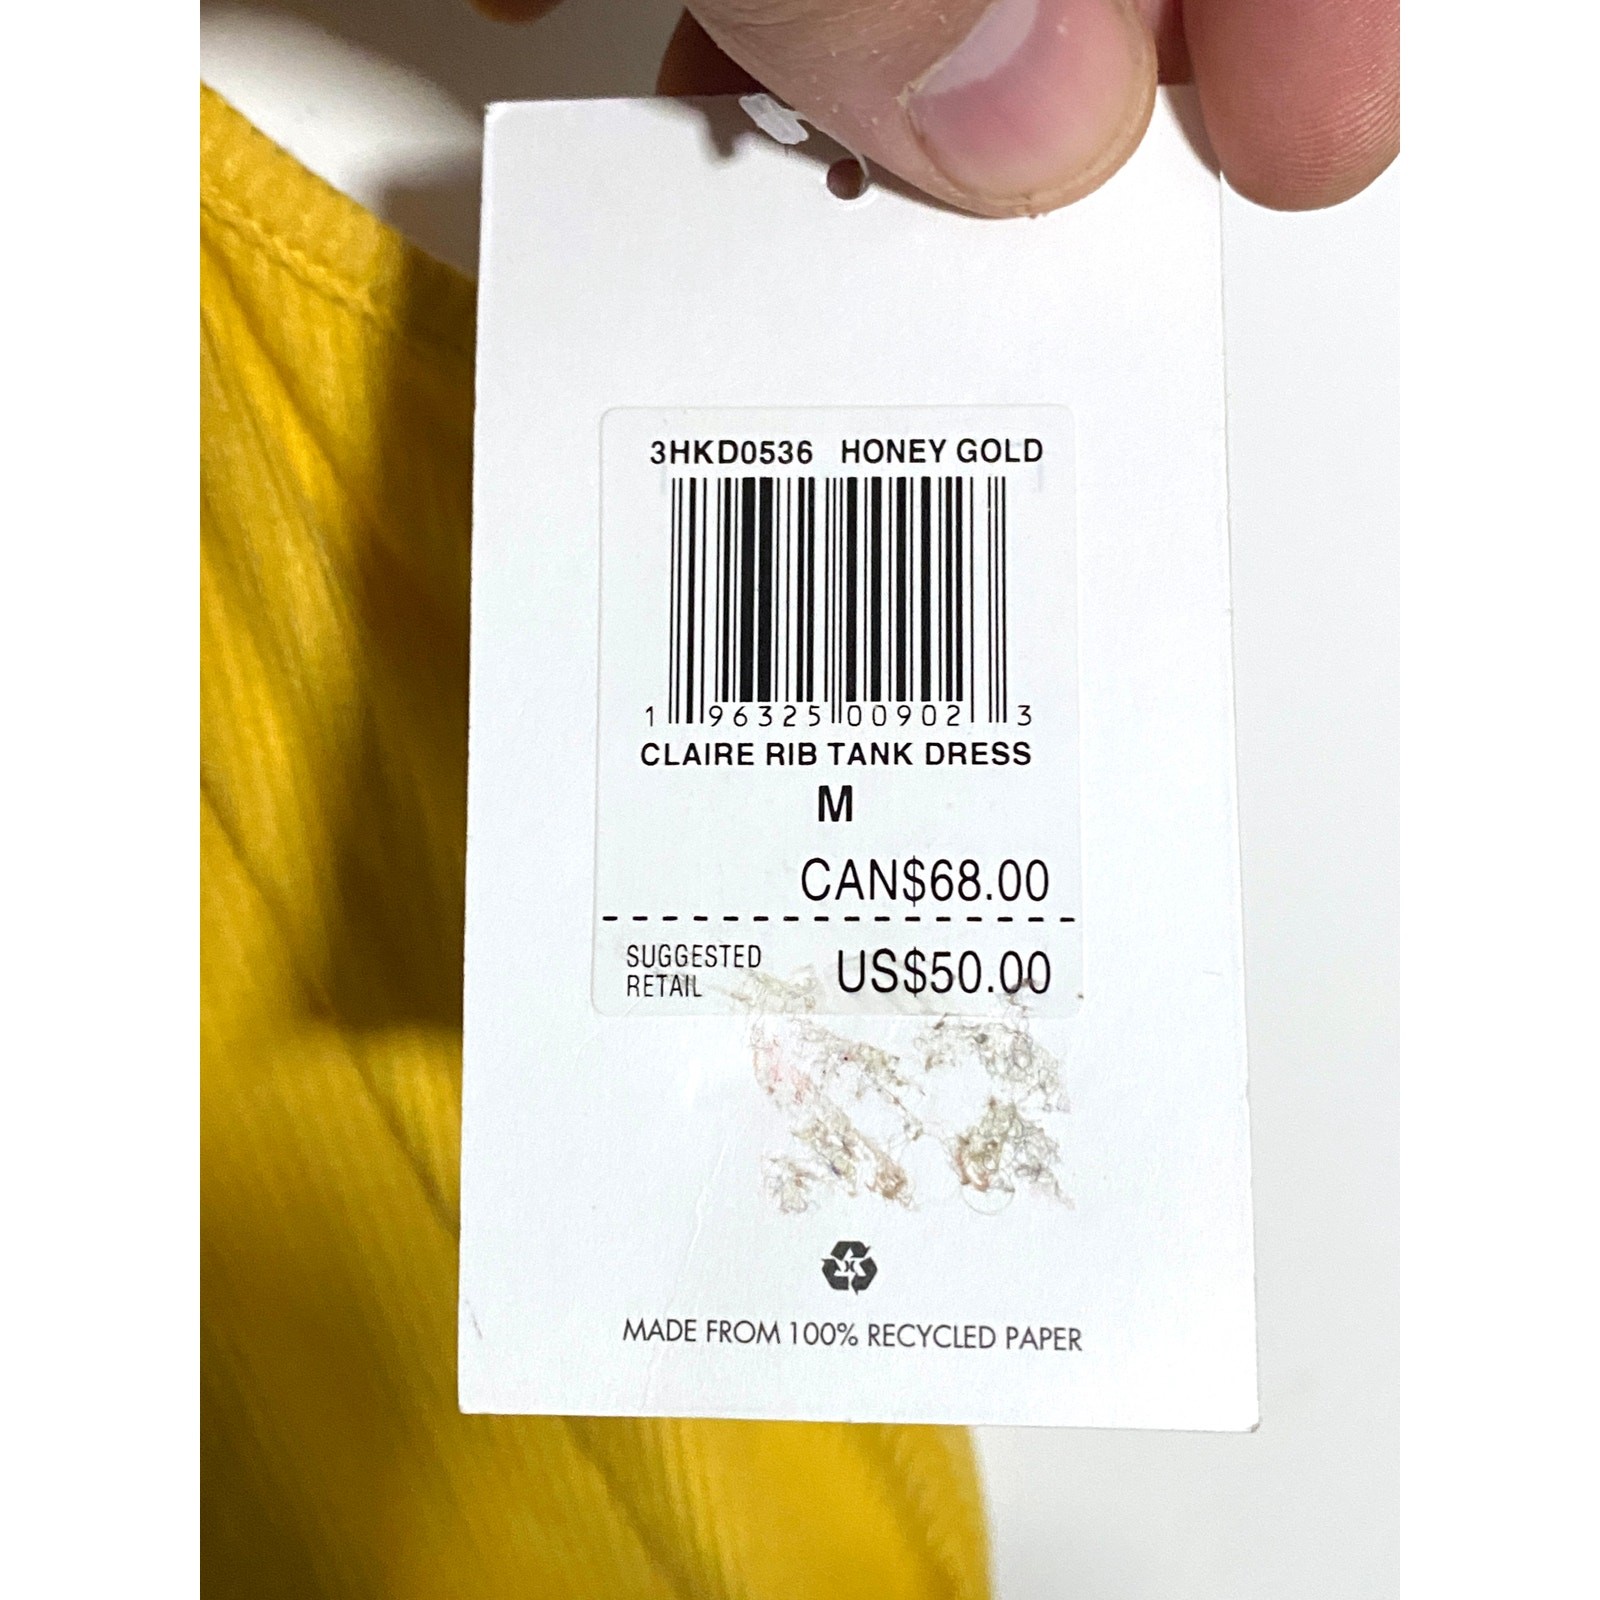 3HKD0536 HONEY GOLD
1 96325 00902 3
CLAIRE RIB TANK DRESS
M
CAN$68.00
SUGGESTED RETAIL US$50.00
MADE FROM 100% RECYCLED PAPER